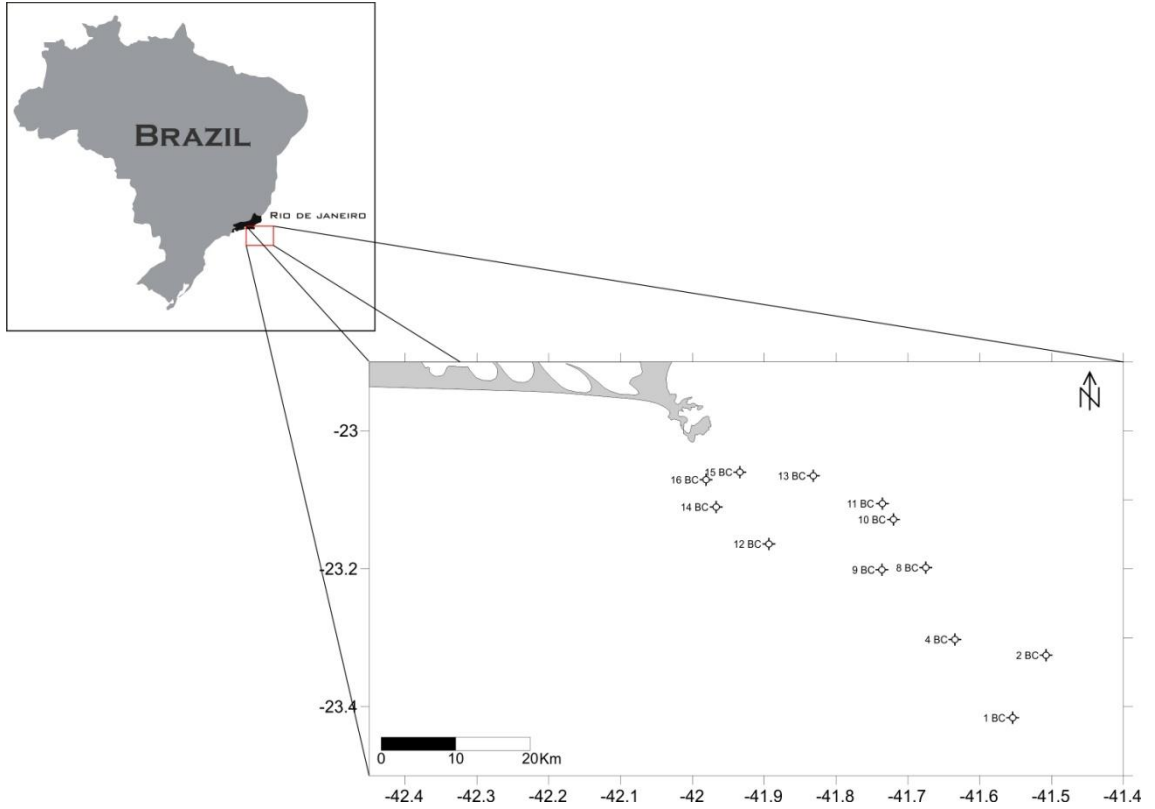 BRAZIL
RIO DE JANEIRO
N
-23
15 BC
13 BC
16 BC
11 BC
14 BC
10 BC
12 BC
9 BC
8 BC
-23.2
4 BC
2 BC
-23.4
1 BC
0 10 20Km
-42.4 -42.3 -42.2 -42.1 -42 -41.9 -41.8 -41.7 -41.6 -41.5 -41.4